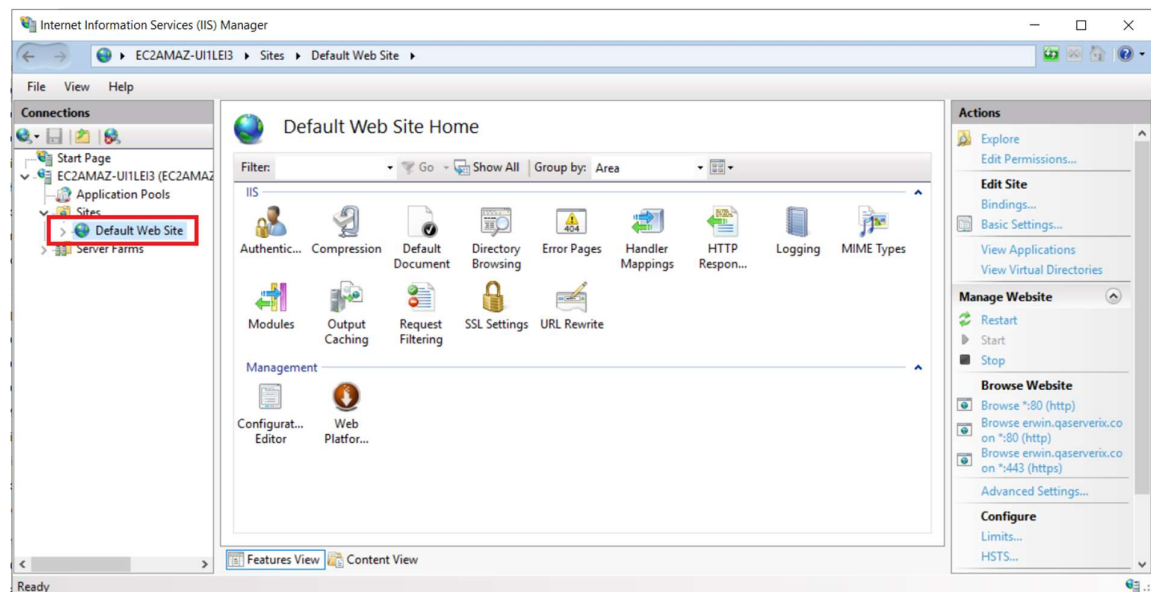 Internet Information Services (IIS) Manager
EC2AMAZ-UI1LEI3 Sites Default Web Site
File View Help
Connections
Start Page
EC2AMAZ-UI1LEI3 (EC2AMAZ
Application Pools
Sites
Default Web Site
Server Farms
Default Web Site Home
Filter: Go Show All Group by: Area
IIS
Authentic... Compression Default Document Directory Browsing Error Pages Handler Mappings HTTP Respon... Logging MIME Types
404
Modules Output Caching Request Filtering SSL Settings URL Rewrite
Management
Configurat... Editor Web Platfor...
Features View Content View
Actions
Explore
Edit Permissions...
Edit Site
Bindings...
Basic Settings...
View Applications
View Virtual Directories
Manage Website
Restart
Start
Stop
Browse Website
Browse *:80 (http)
Browse erwin.qaserverix.co
on *:80 (http)
Browse erwin.qaserverix.co
on *:443 (https)
Advanced Settings...
Configure
Limits...
HSTS...
Ready